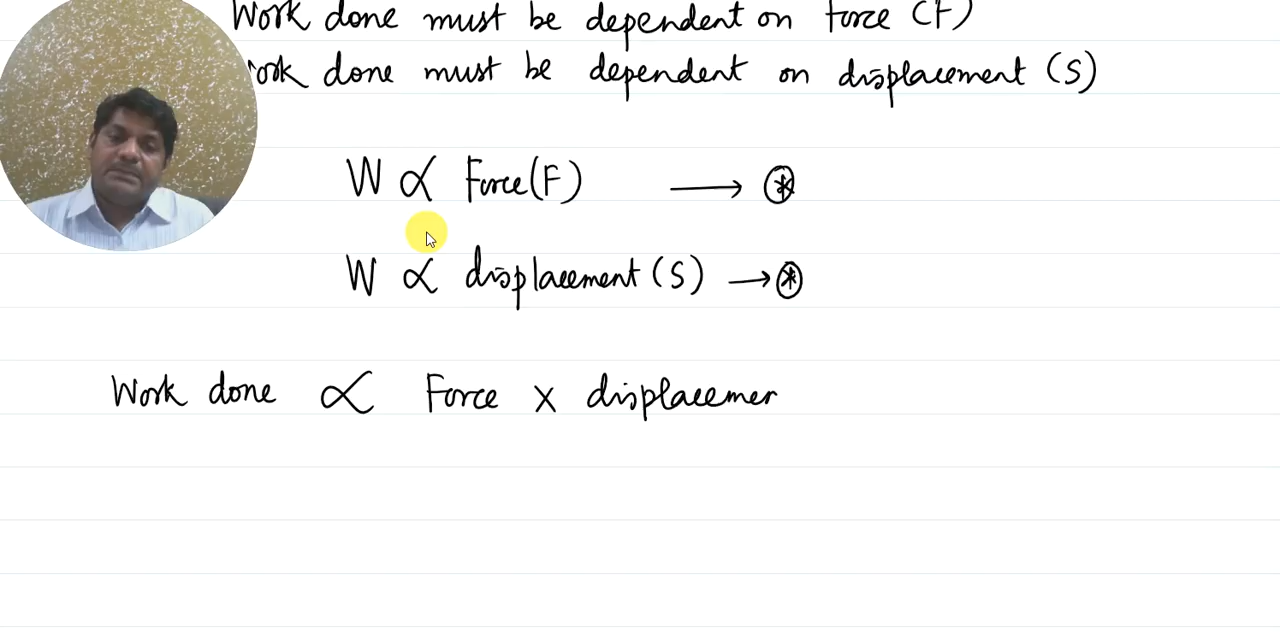 Work done must be dependent on Force (F)
Work done must be dependent on displacement (S)
W ∝ Force(F) ⟶ ⊛
W ∝ displacement (S) → ⊛
Work done ∝ Force x displacemer